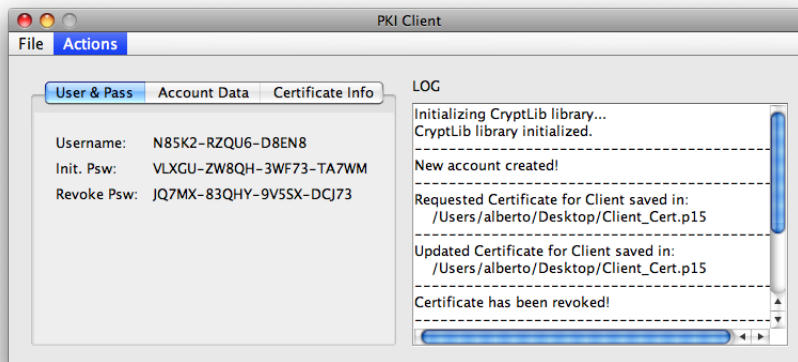 PKI Client
File Actions
User & Pass Account Data Certificate Info
Username: N85K2-RZQU6-D8EN8
Init. Psw: VLXGU-ZW8QH-3WF73-TA7WM
Revoke Psw: JQ7MX-83QHY-9V5SX-DCJ73
LOG
Initializing CryptLib library...
CryptLib library initialized.
New account created!
Requested Certificate for Client saved in:
/Users/alberto/Desktop/Client_Cert.p15
Updated Certificate for Client saved in:
/Users/alberto/Desktop/Client_Cert.p15
Certificate has been revoked!